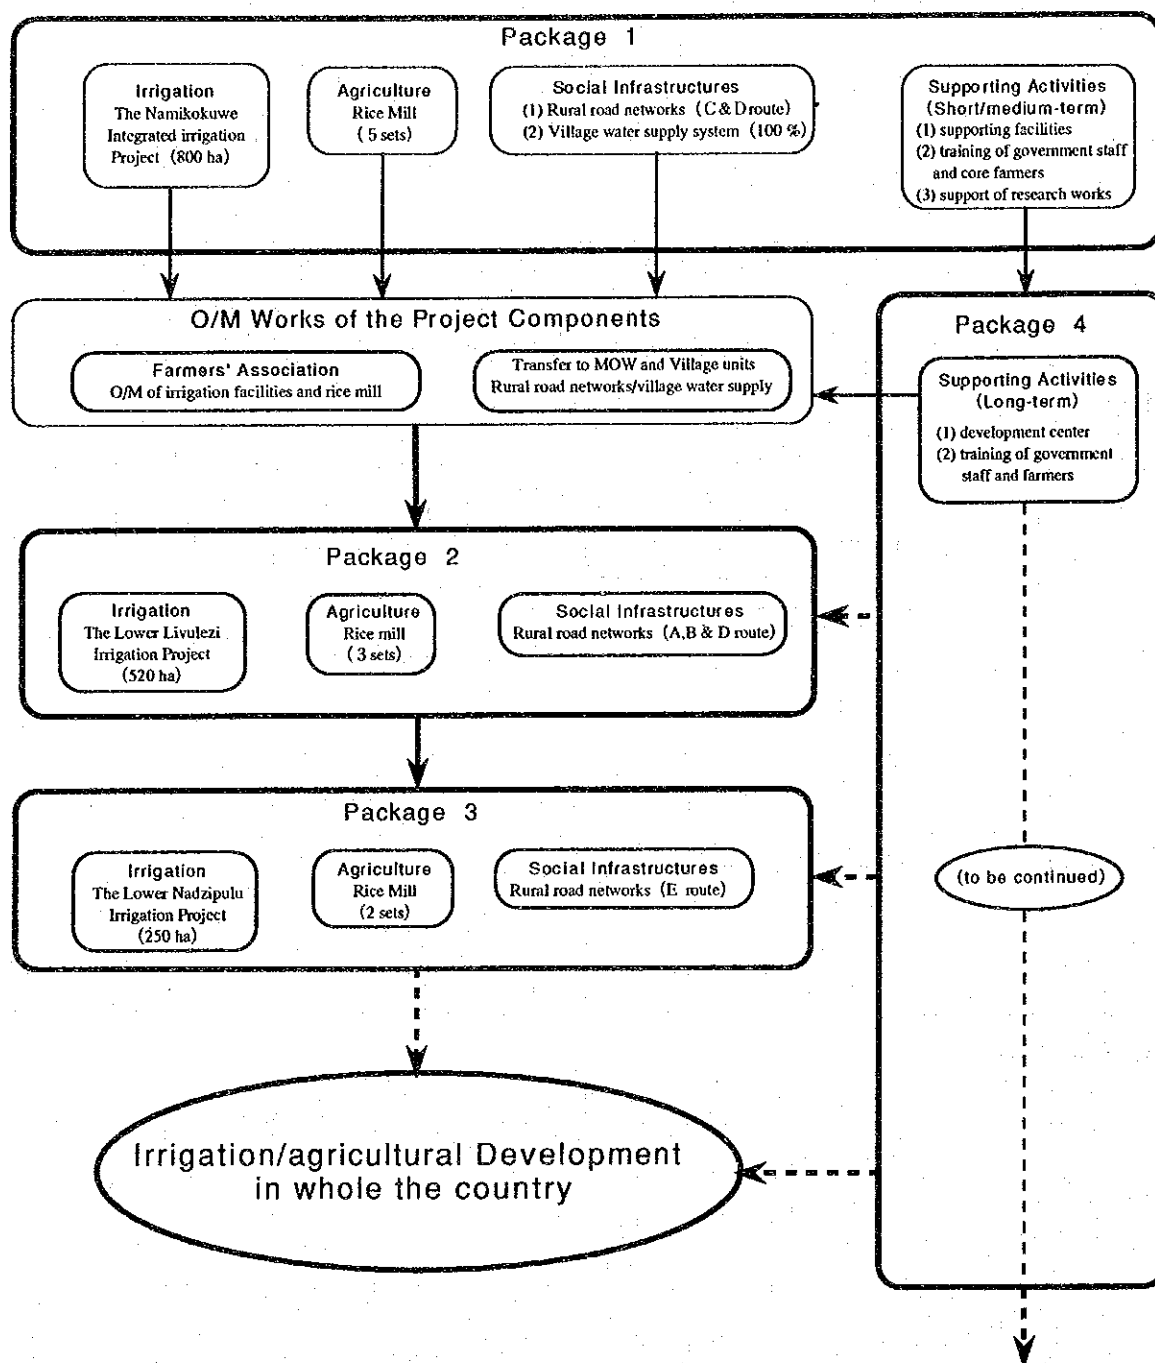 Package 1
Irrigation
The Namikokuwe
Integrated irrigation
Project (800 ha)
Agriculture
Rice Mill
( 5 sets)
Social Infrastructures
(1) Rural road networks (C & D route)
(2) Village water supply system (100 %)
Supporting Activities
(Short/medium-term)
(1) supporting facilities
(2) training of government staff
and core farmers
(3) support of research works
O/M Works of the Project Components
Farmers' Association
O/M of irrigation facilities and rice mill
Transfer to MOW and Village units
Rural road networks/village water supply
Package 4
Supporting Activities
(Long-term)
(1) development center
(2) training of government
staff and farmers
Package 2
Irrigation
The Lower Livulezi
Irrigation Project
(520 ha)
Agriculture
Rice mill
( 3 sets)
Social Infrastructures
Rural road networks (A,B & D route)
Package 3
Irrigation
The Lower Nadzipulu
Irrigation Project
(250 ha)
Agriculture
Rice Mill
(2 sets)
Social Infrastructures
Rural road networks (E route)
(to be continued)
Irrigation/agricultural Development
in whole the country